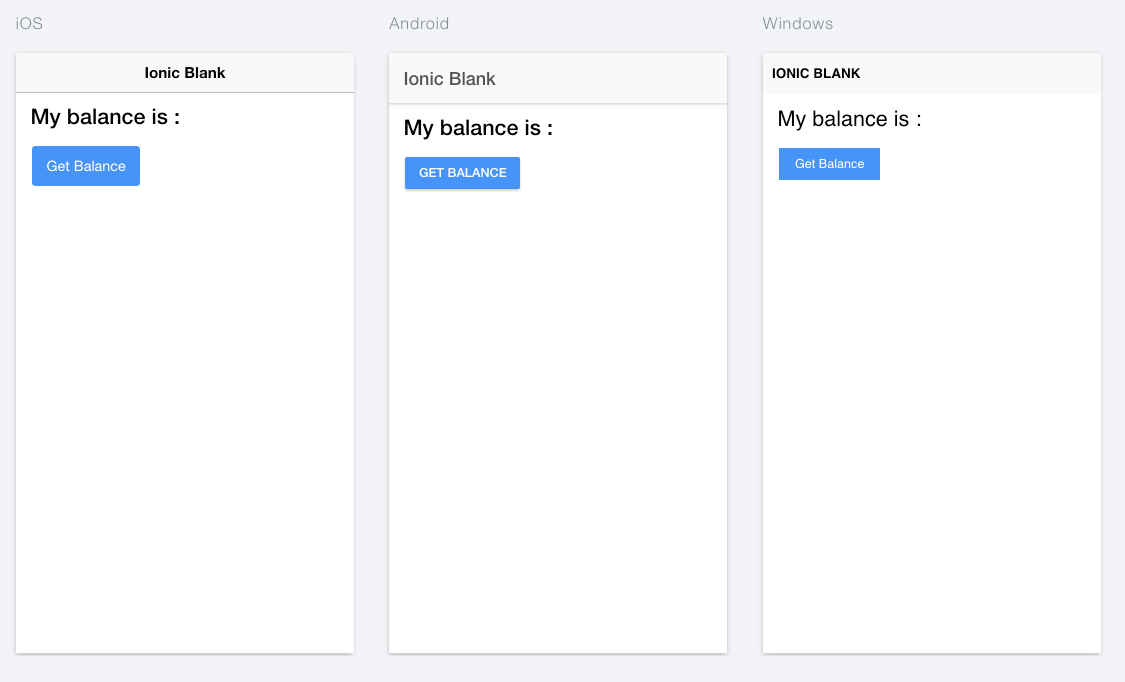 iOS
Ionic Blank
My balance is :
Get Balance
Android
Ionic Blank
My balance is :
GET BALANCE
Windows
IONIC BLANK
My balance is :
Get Balance